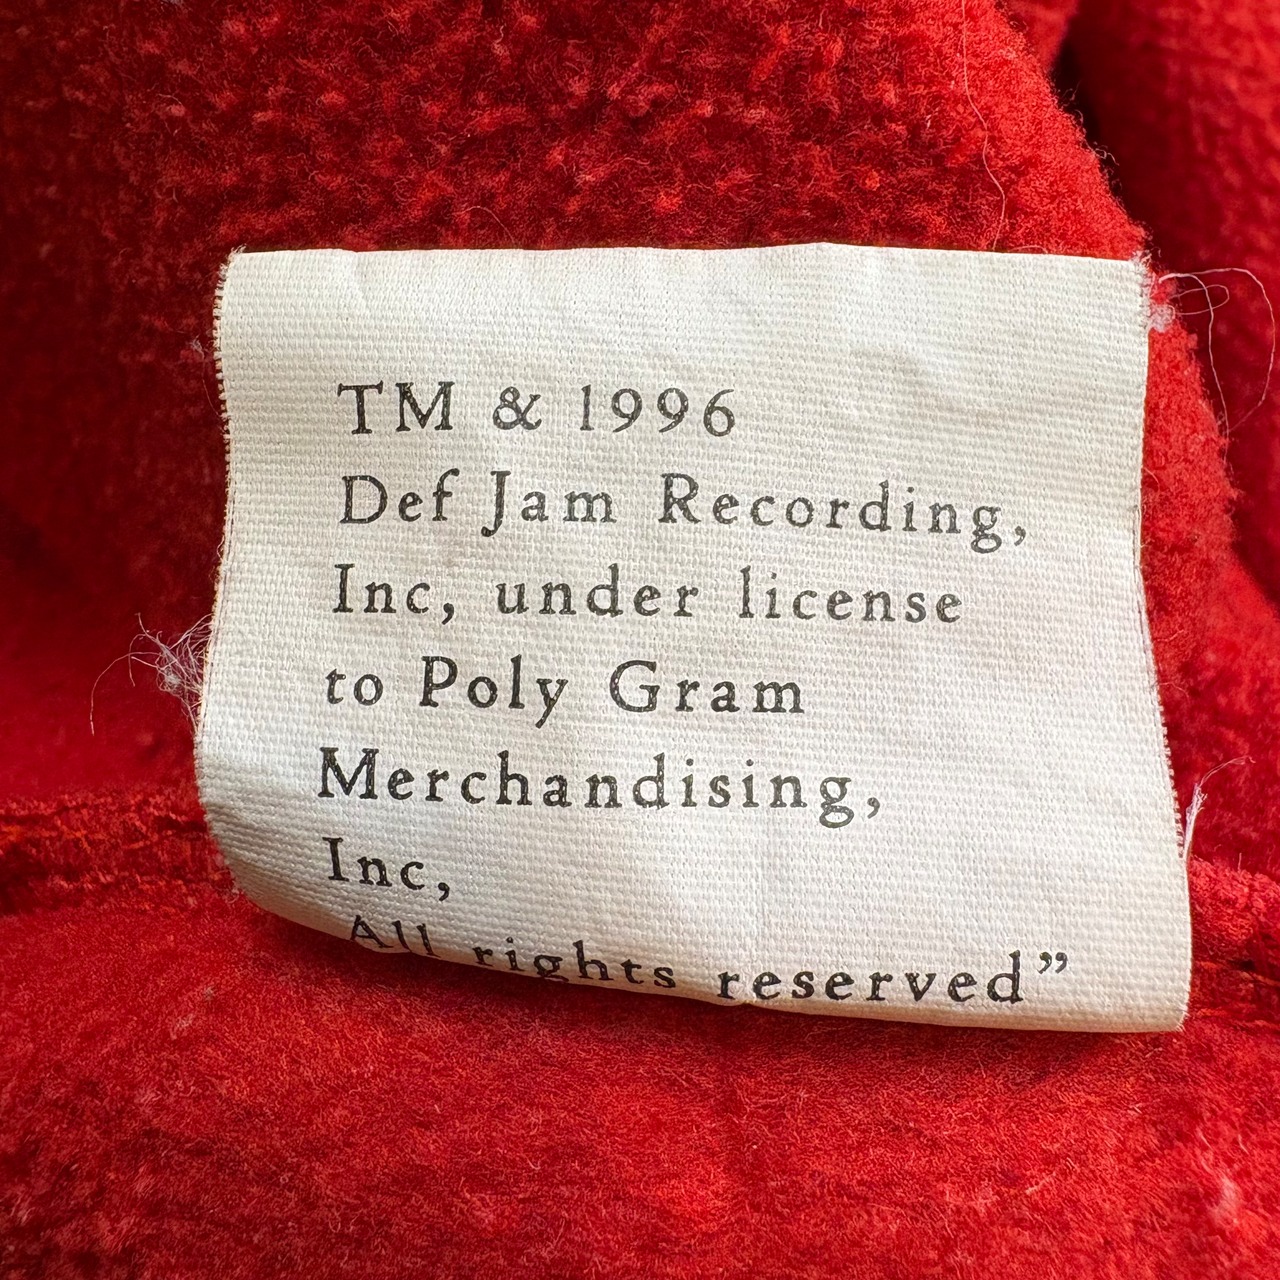 TM & 1996
Def Jam Recording,
Inc, under license
to Poly Gram
Merchandising,
Inc,
All rights reserved”